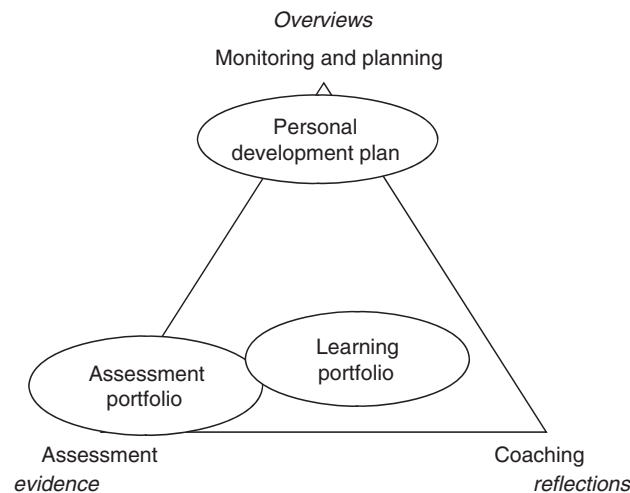 Overviews
Monitoring and planning
Personal
development plan
Learning
portfolio
Assessment
portfolio
Assessment
evidence
Coaching
reflections